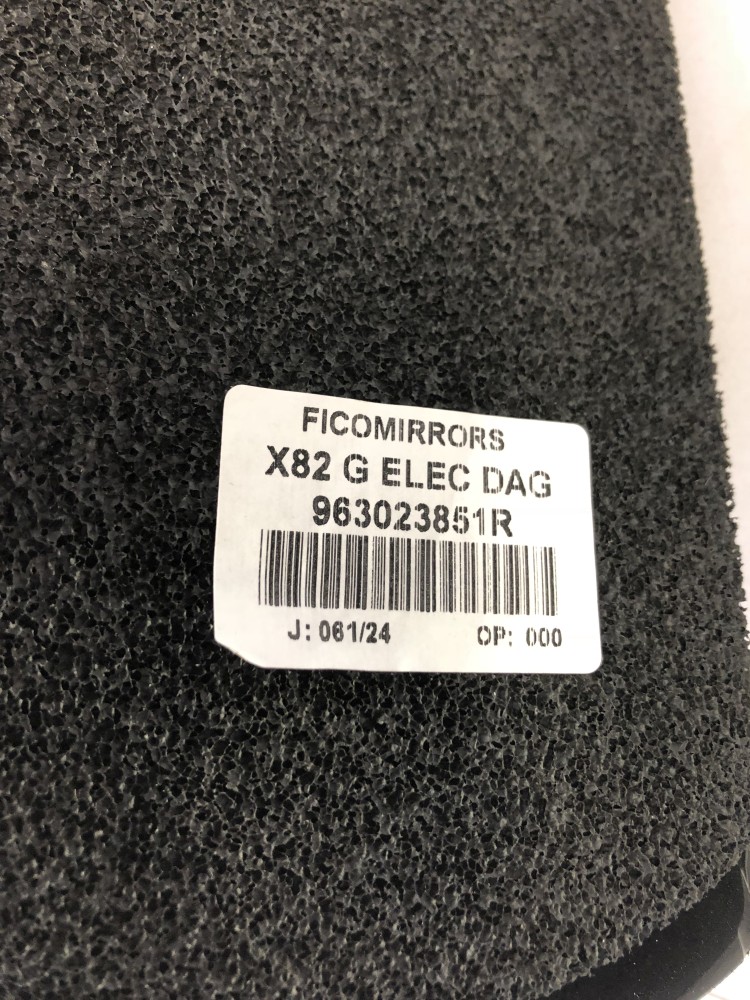 FICOMIRRORS
X82 G ELEC DAG
963023851R
J: 061/24 OP: 000